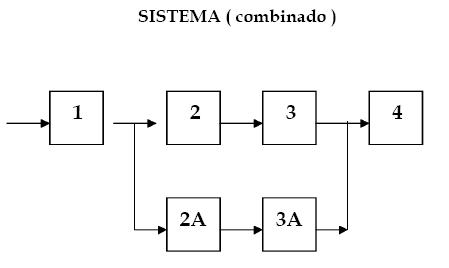 SISTEMA ( combinado )
1 2 3 4
2A 3A